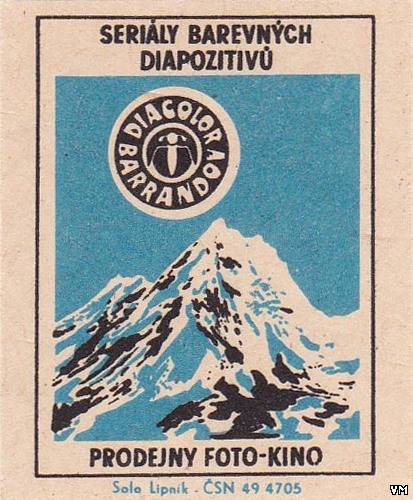 SERIÁLY BAREVNÝCH
DIAPOZITIVŮ
DIACOLOR
BARRANDOV
PRODEJNY FOTO-KINO
Solo Lipník - ČSN 49 4705
VM